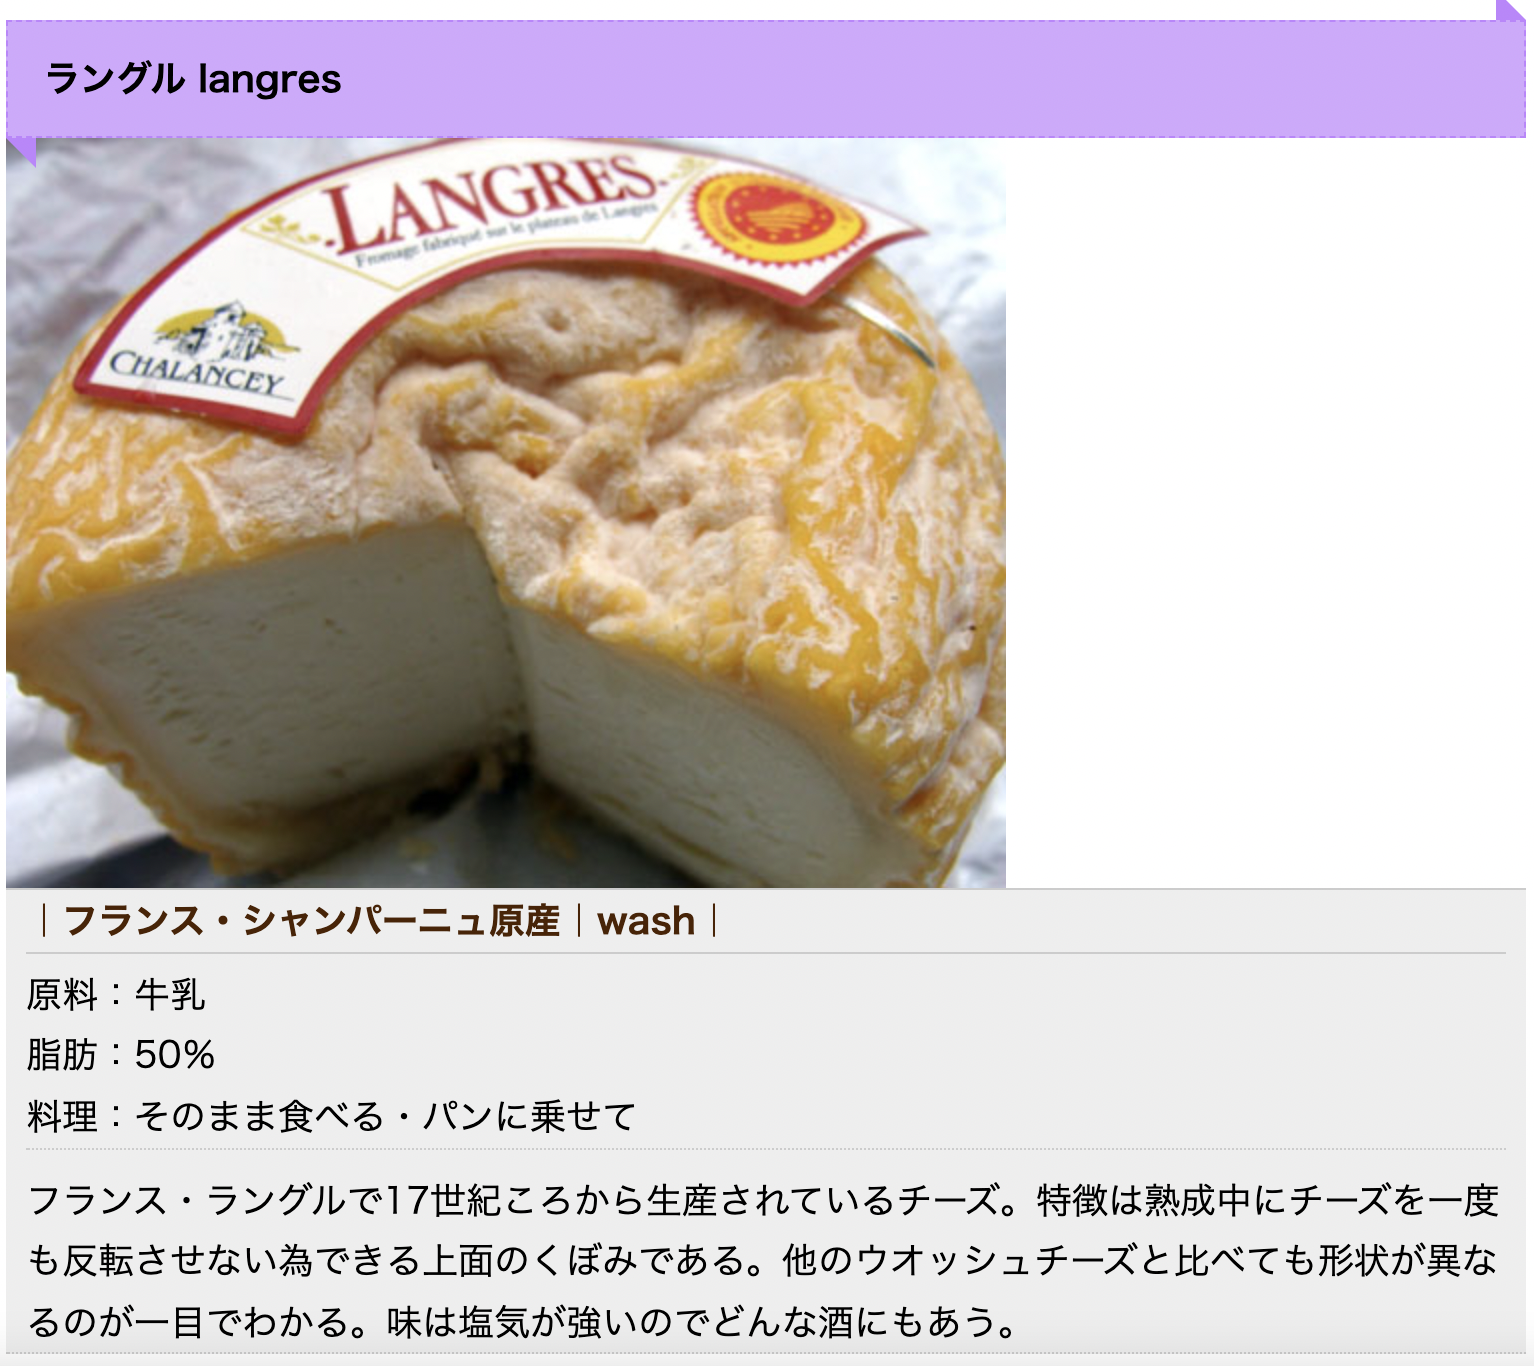 ラングル langres
LANGRES
Fromage fabriqué sur le plateau de Langres
CHALANCEY
｜フランス・シャンパーニュ原産｜wash｜
原料：牛乳
脂肪：50%
料理：そのまま食べる・パンに乗せて
フランス・ラングルで17世紀ころから生産されているチーズ。特徴は熟成中にチーズを一度
も反転させない為できる上面のくぼみである。他のウオッシュチーズと比べても形状が異な
るのが一目でわかる。味は塩気が強いのでどんな酒にもあう。